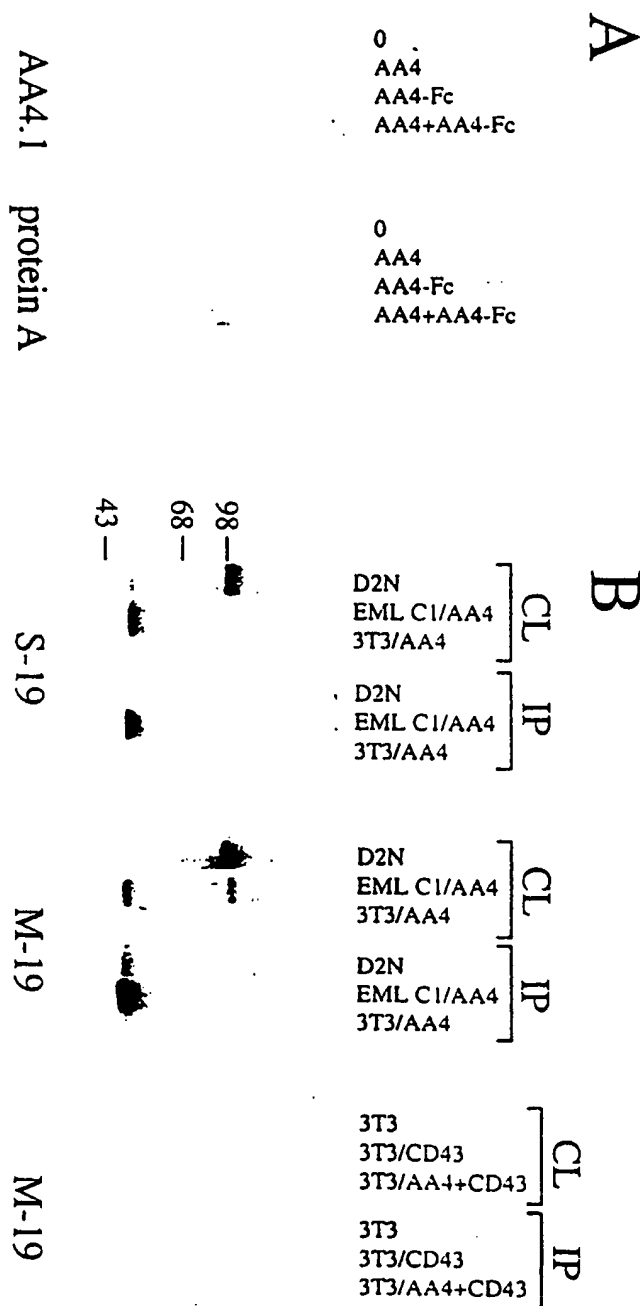 A
0
AA4
AA4-Fc
AA4+AA4-Fc
0
AA4
AA4-Fc
AA4+AA4-Fc
AA4.1
protein A
B
CL
IP
D2N
EML C1/AA4
3T3/AA4
D2N
EML C1/AA4
3T3/AA4
98
68
43
S-19
CL
IP
D2N
EML C1/AA4
3T3/AA4
D2N
EML C1/AA4
3T3/AA4
M-19
CL
IP
3T3
3T3/CD43
3T3/AA4+CD43
3T3
3T3/CD43
3T3/AA4+CD43
M-19